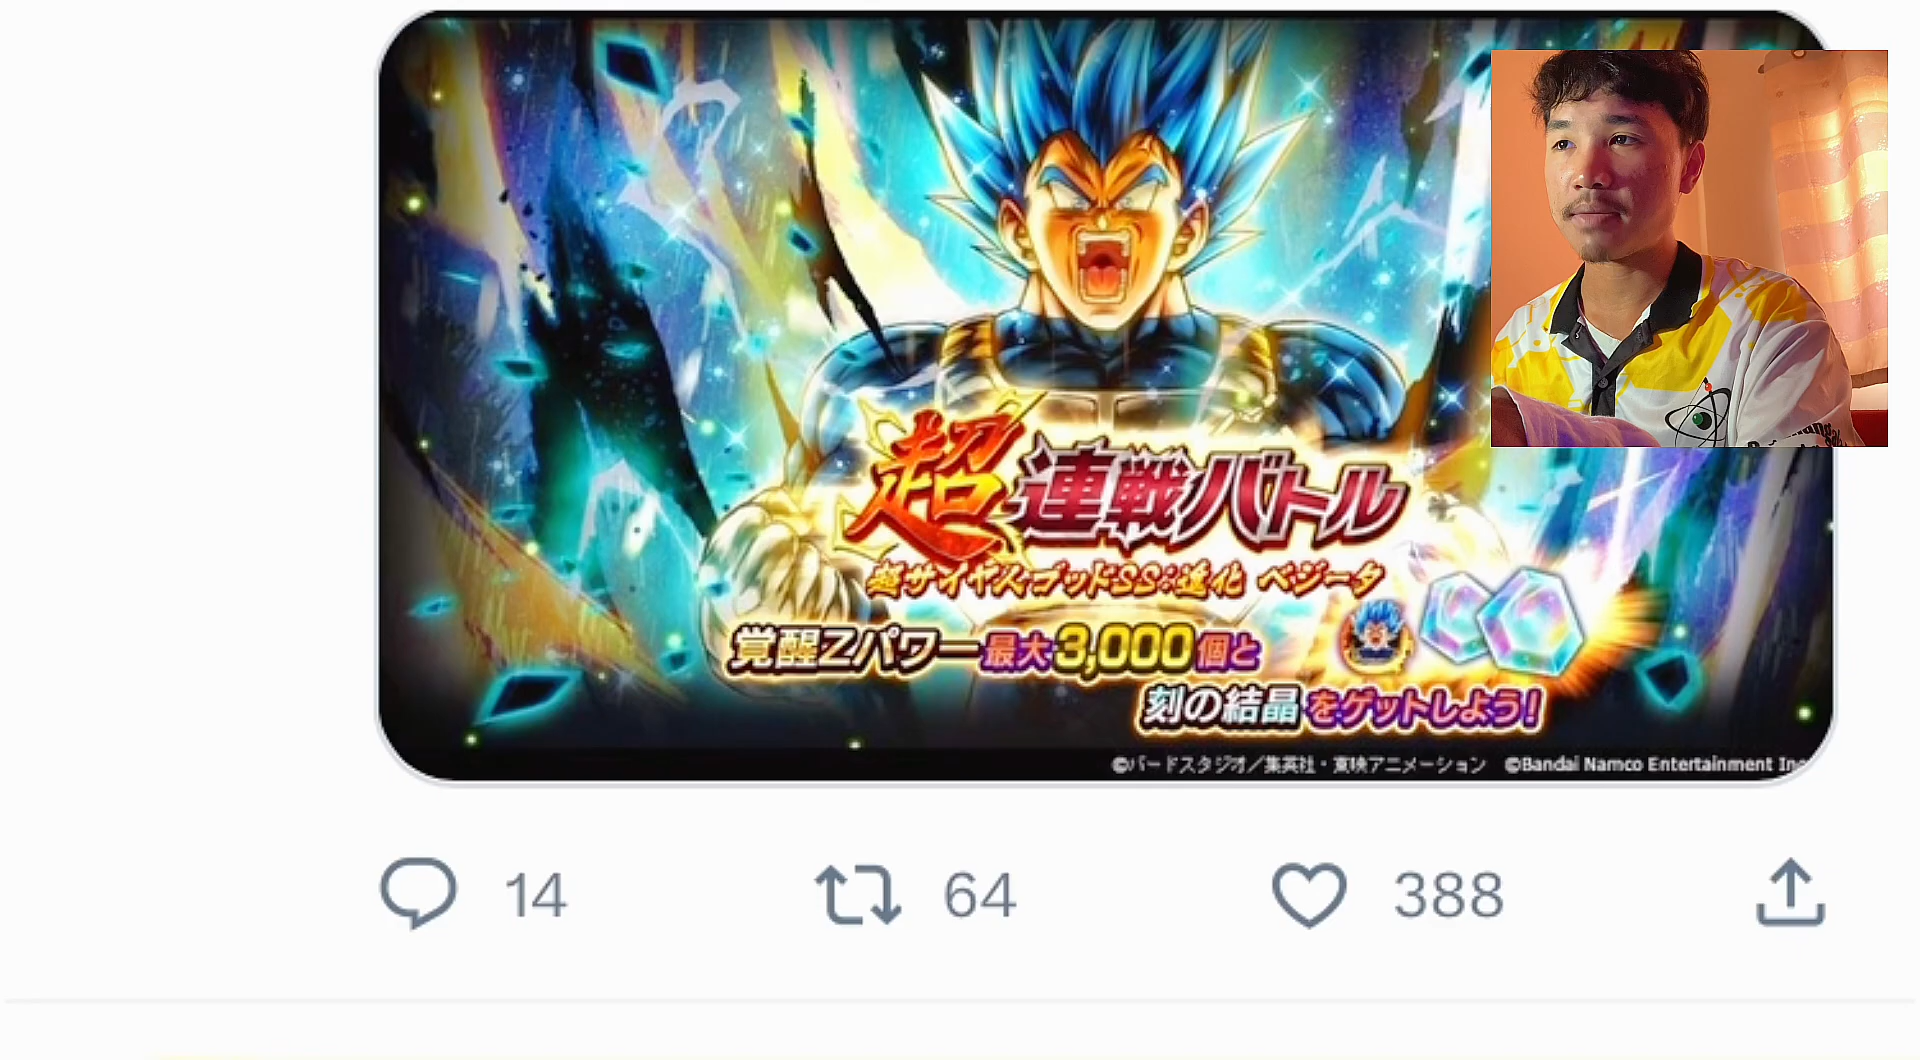 超連戦バトル
超サイヤ人ゴッドSS:進化 ベジータ
覚醒Zパワー最大3,000個と
刻の結晶をゲットしよう!
©バードスタジオ/集英社・東映アニメーション ©Bandai Namco Entertainment Inc
14
64
388